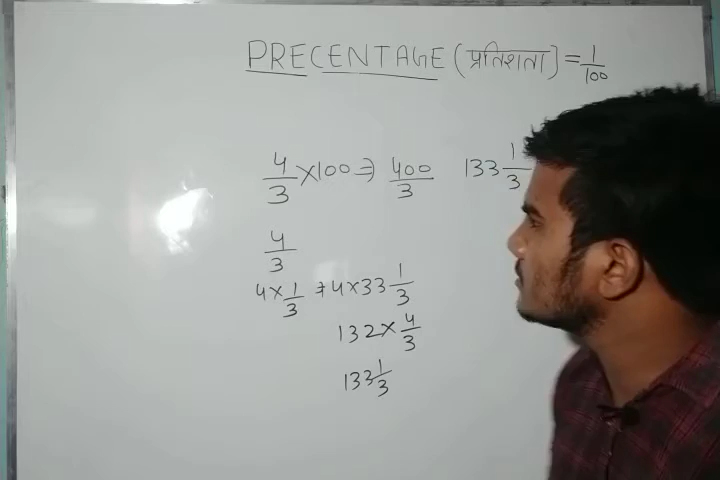 PRECENTAGE (प्रतिशता) = 1/100
4/3 × 100 ⇒ 400/3 133 1/3
4/3
4 × 1/3 ⇒ 4 × 33 1/3
132 × 4/3
133 1/3